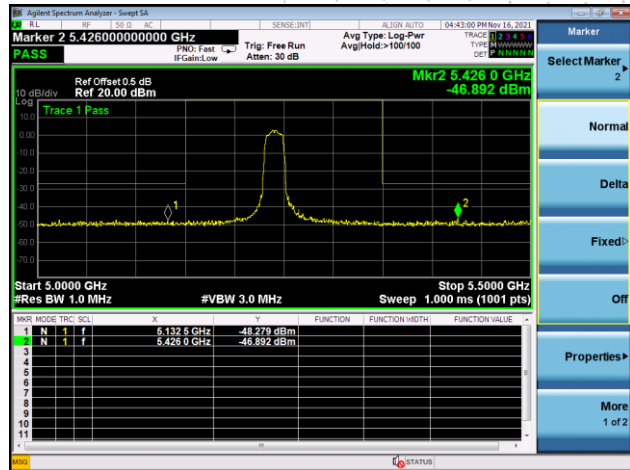 Agilent Spectrum Analyzer - Swept SA
RL RF 50 Ω AC SENSE:INT ALIGN AUTO 04:43:00 PM Nov 16, 2021
Marker 2 5.426000000000 GHz
Avg Type: Log-Pwr
TRACE 1 2 3 4 5 6
PASS
PNO: Fast
Trig: Free Run
Avg|Hold:>100/100
TYPE M WWWWW
IFGain:Low
Atten: 30 dB
DET P N N N N N
Ref Offset 0.5 dB
Mkr2 5.426 0 GHz
10 dB/div
Ref 20.00 dBm
-46.892 dBm
Log
Trace 1 Pass
10.0
0.00
-10.0
-20.0
-30.0
1
2
-40.0
-50.0
-60.0
-70.0
Start 5.0000 GHz
Stop 5.5000 GHz
#Res BW 1.0 MHz
#VBW 3.0 MHz
Sweep 1.000 ms (1001 pts)
MKR MODE TRC SCL X Y FUNCTION FUNCTION WIDTH FUNCTION VALUE
1 N 1 f 5.132 5 GHz -48.279 dBm
2 N 1 f 5.426 0 GHz -46.892 dBm
3
4
5
6
7
8
9
10
11
MSG
STATUS
Marker
Select Marker
2
Normal
Delta
Fixed
Off
Properties
More
1 of 2